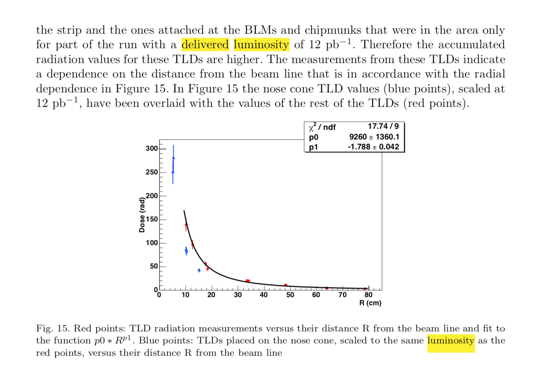 the strip and the ones attached at the BLMs and chipmunks that were in the area only
for part of the run with a delivered luminosity of 12 pb⁻¹. Therefore the accumulated
radiation values for these TLDs are higher. The measurements from these TLDs indicate
a dependence on the distance from the beam line that is in accordance with the radial
dependence in Figure 15. In Figure 15 the nose cone TLD values (blue points), scaled at
12 pb⁻¹, have been overlaid with the values of the rest of the TLDs (red points).
χ² / ndf 17.74 / 9
p0 9260 ± 1360.1
p1 -1.788 ± 0.042
Dose (rad)
300
250
200
150
100
50
0
0 10 20 30 40 50 60 70 80
R (cm)
Fig. 15. Red points: TLD radiation measurements versus their distance R from the beam line and fit to
the function p0 ∗ Rᵖ¹. Blue points: TLDs placed on the nose cone, scaled to the same luminosity as the
red points, versus their distance R from the beam line